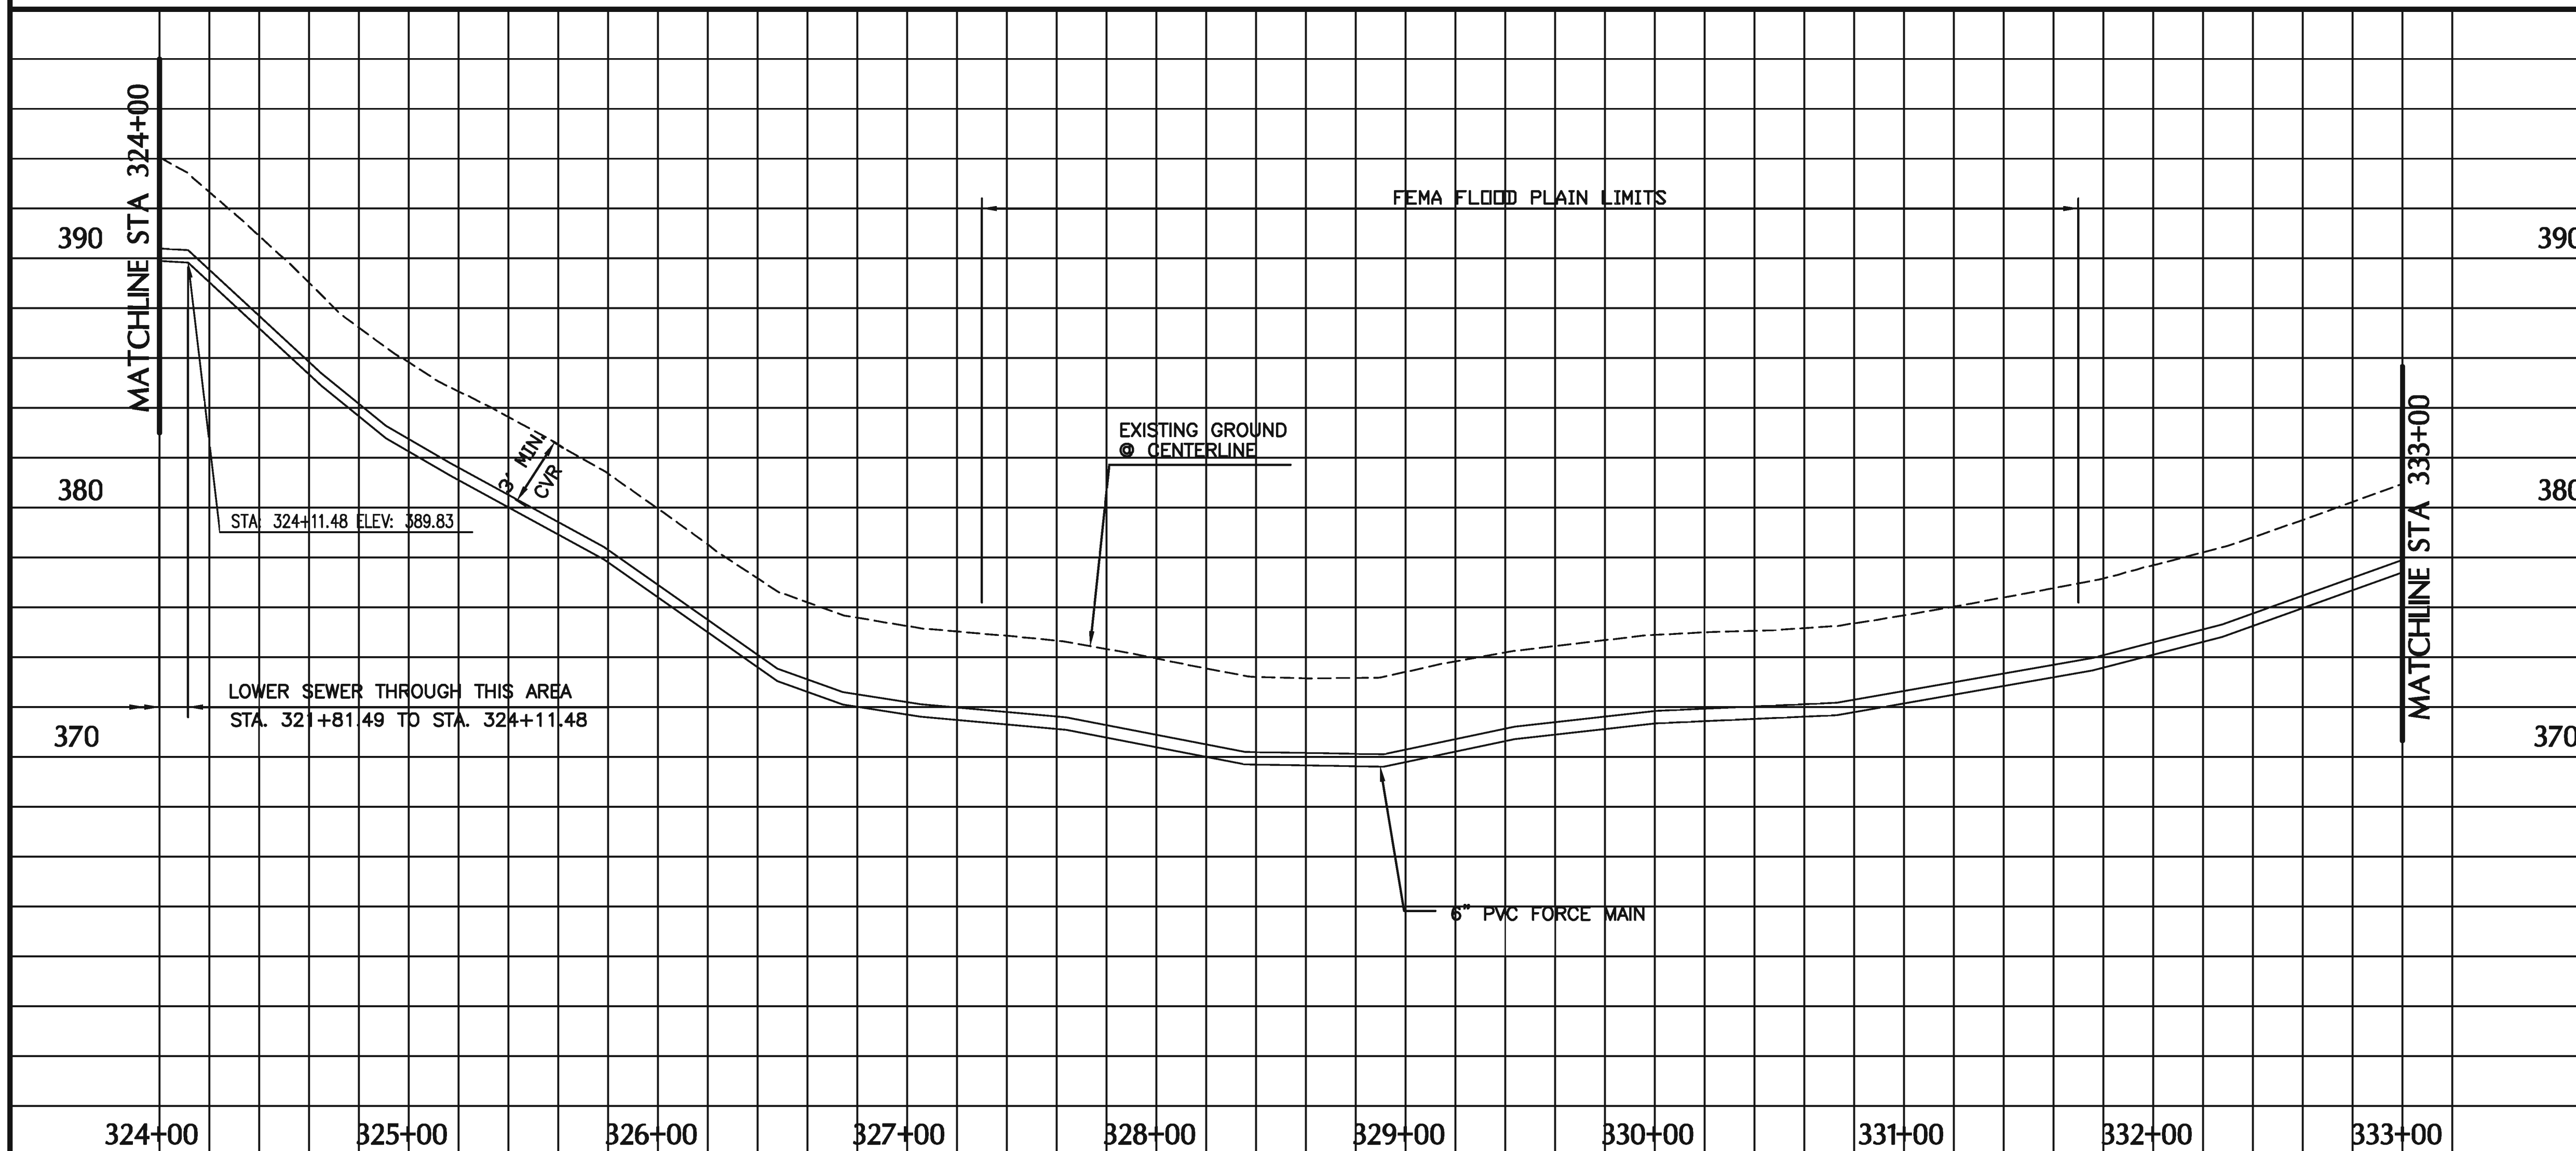 MATCHLINE STA 324+00
FEMA FLOOD PLAIN LIMITS
390
390
EXISTING GROUND
@ CENTERLINE
MATCHLINE STA 333+00
3' MIN.
CVR
380
380
STA: 324+11.48 ELEV: 389.83
LOWER SEWER THROUGH THIS AREA
STA. 321+81.49 TO STA. 324+11.48
370
370
6" PVC FORCE MAIN
324+00 325+00 326+00 327+00 328+00 329+00 330+00 331+00 332+00 333+00